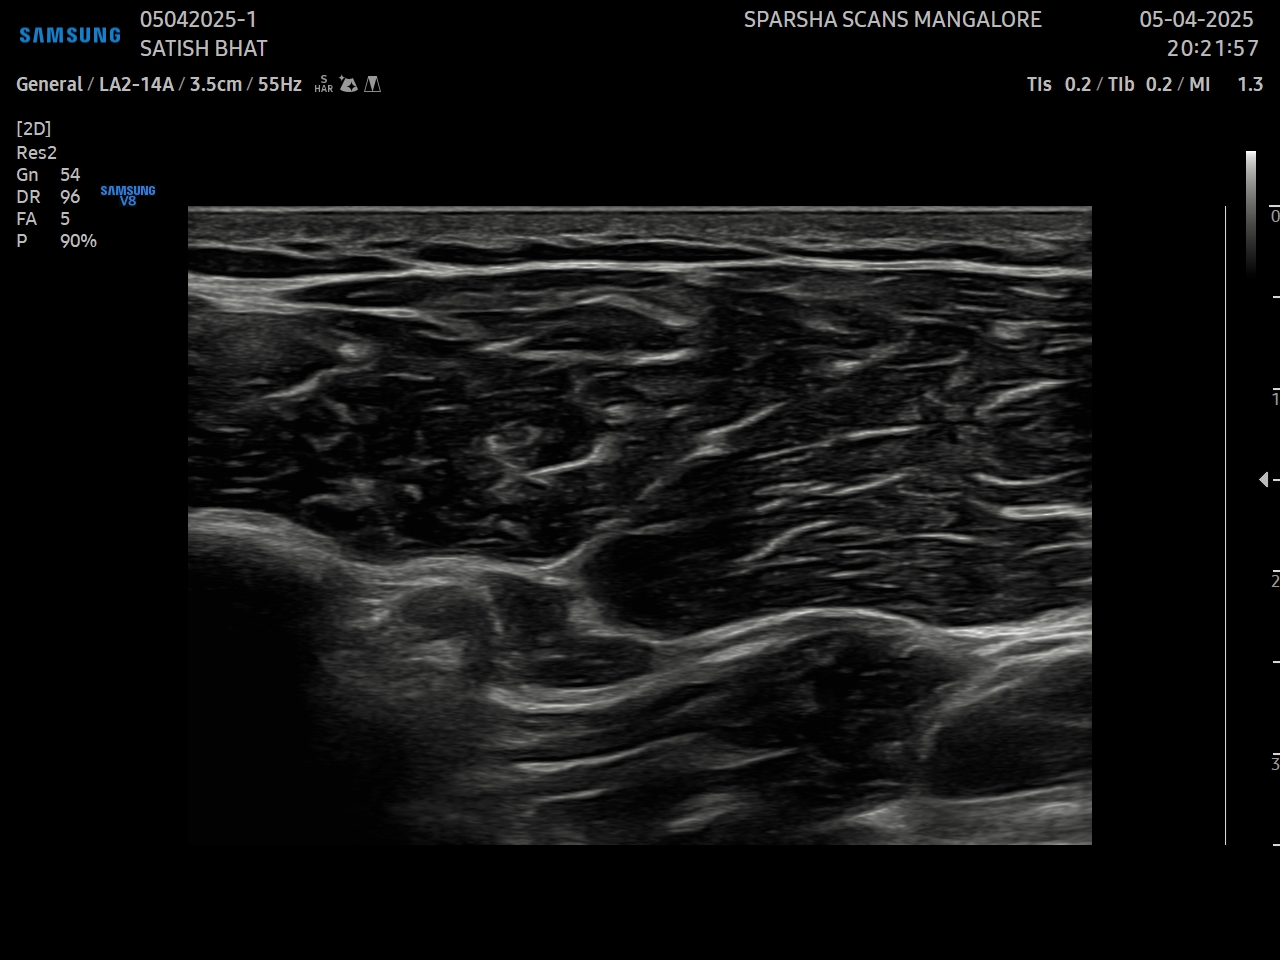 SAMSUNG
05042025-1
SATISH BHAT
SPARSHA SCANS MANGALORE
05-04-2025
20:21:57
General / LA2-14A / 3.5cm / 55Hz
S
HAR
TIs 0.2 / TIb 0.2 / MI 1.3
[2D]
Res2
Gn 54
DR 96
FA 5
P 90%
SAMSUNG
V8
0
1
2
3